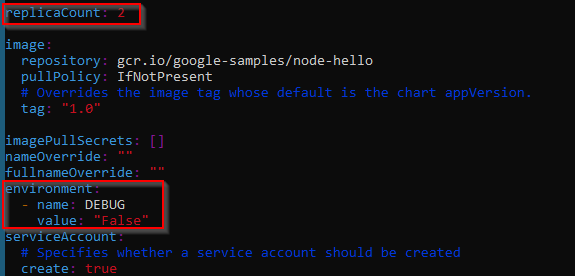 replicaCount: 2
image:
repository: gcr.io/google-samples/node-hello
pullPolicy: IfNotPresent
# Overrides the image tag whose default is the chart appVersion.
tag: "1.0"
imagePullSecrets: []
nameOverride: ""
fullnameOverride: ""
environment:
- name: DEBUG
value: "False"
serviceAccount:
# Specifies whether a service account should be created
create: true